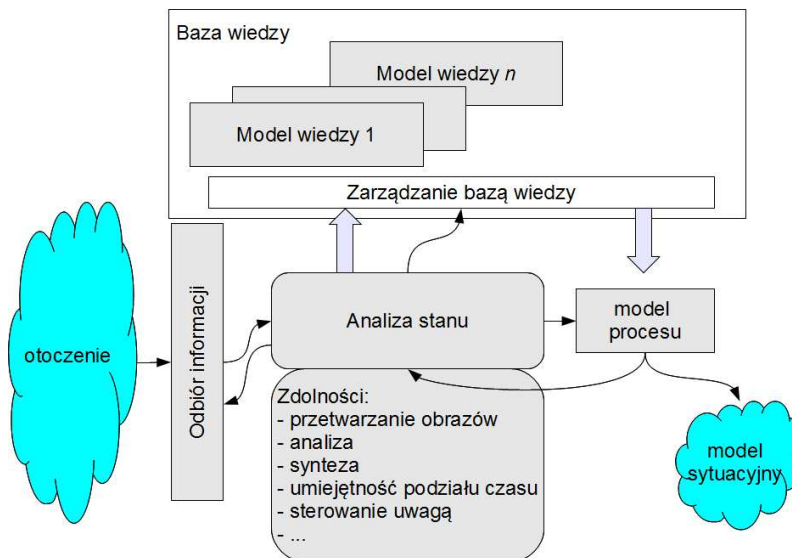 Baza wiedzy
Model wiedzy n
Model wiedzy 1
Zarządzanie bazą wiedzy
otoczenie
Odbiór informacji
Analiza stanu
model
procesu
Zdolności:
- przetwarzanie obrazów
- analiza
- synteza
- umiejętność podziału czasu
- sterowanie uwagą
- ...
model
sytuacyjny